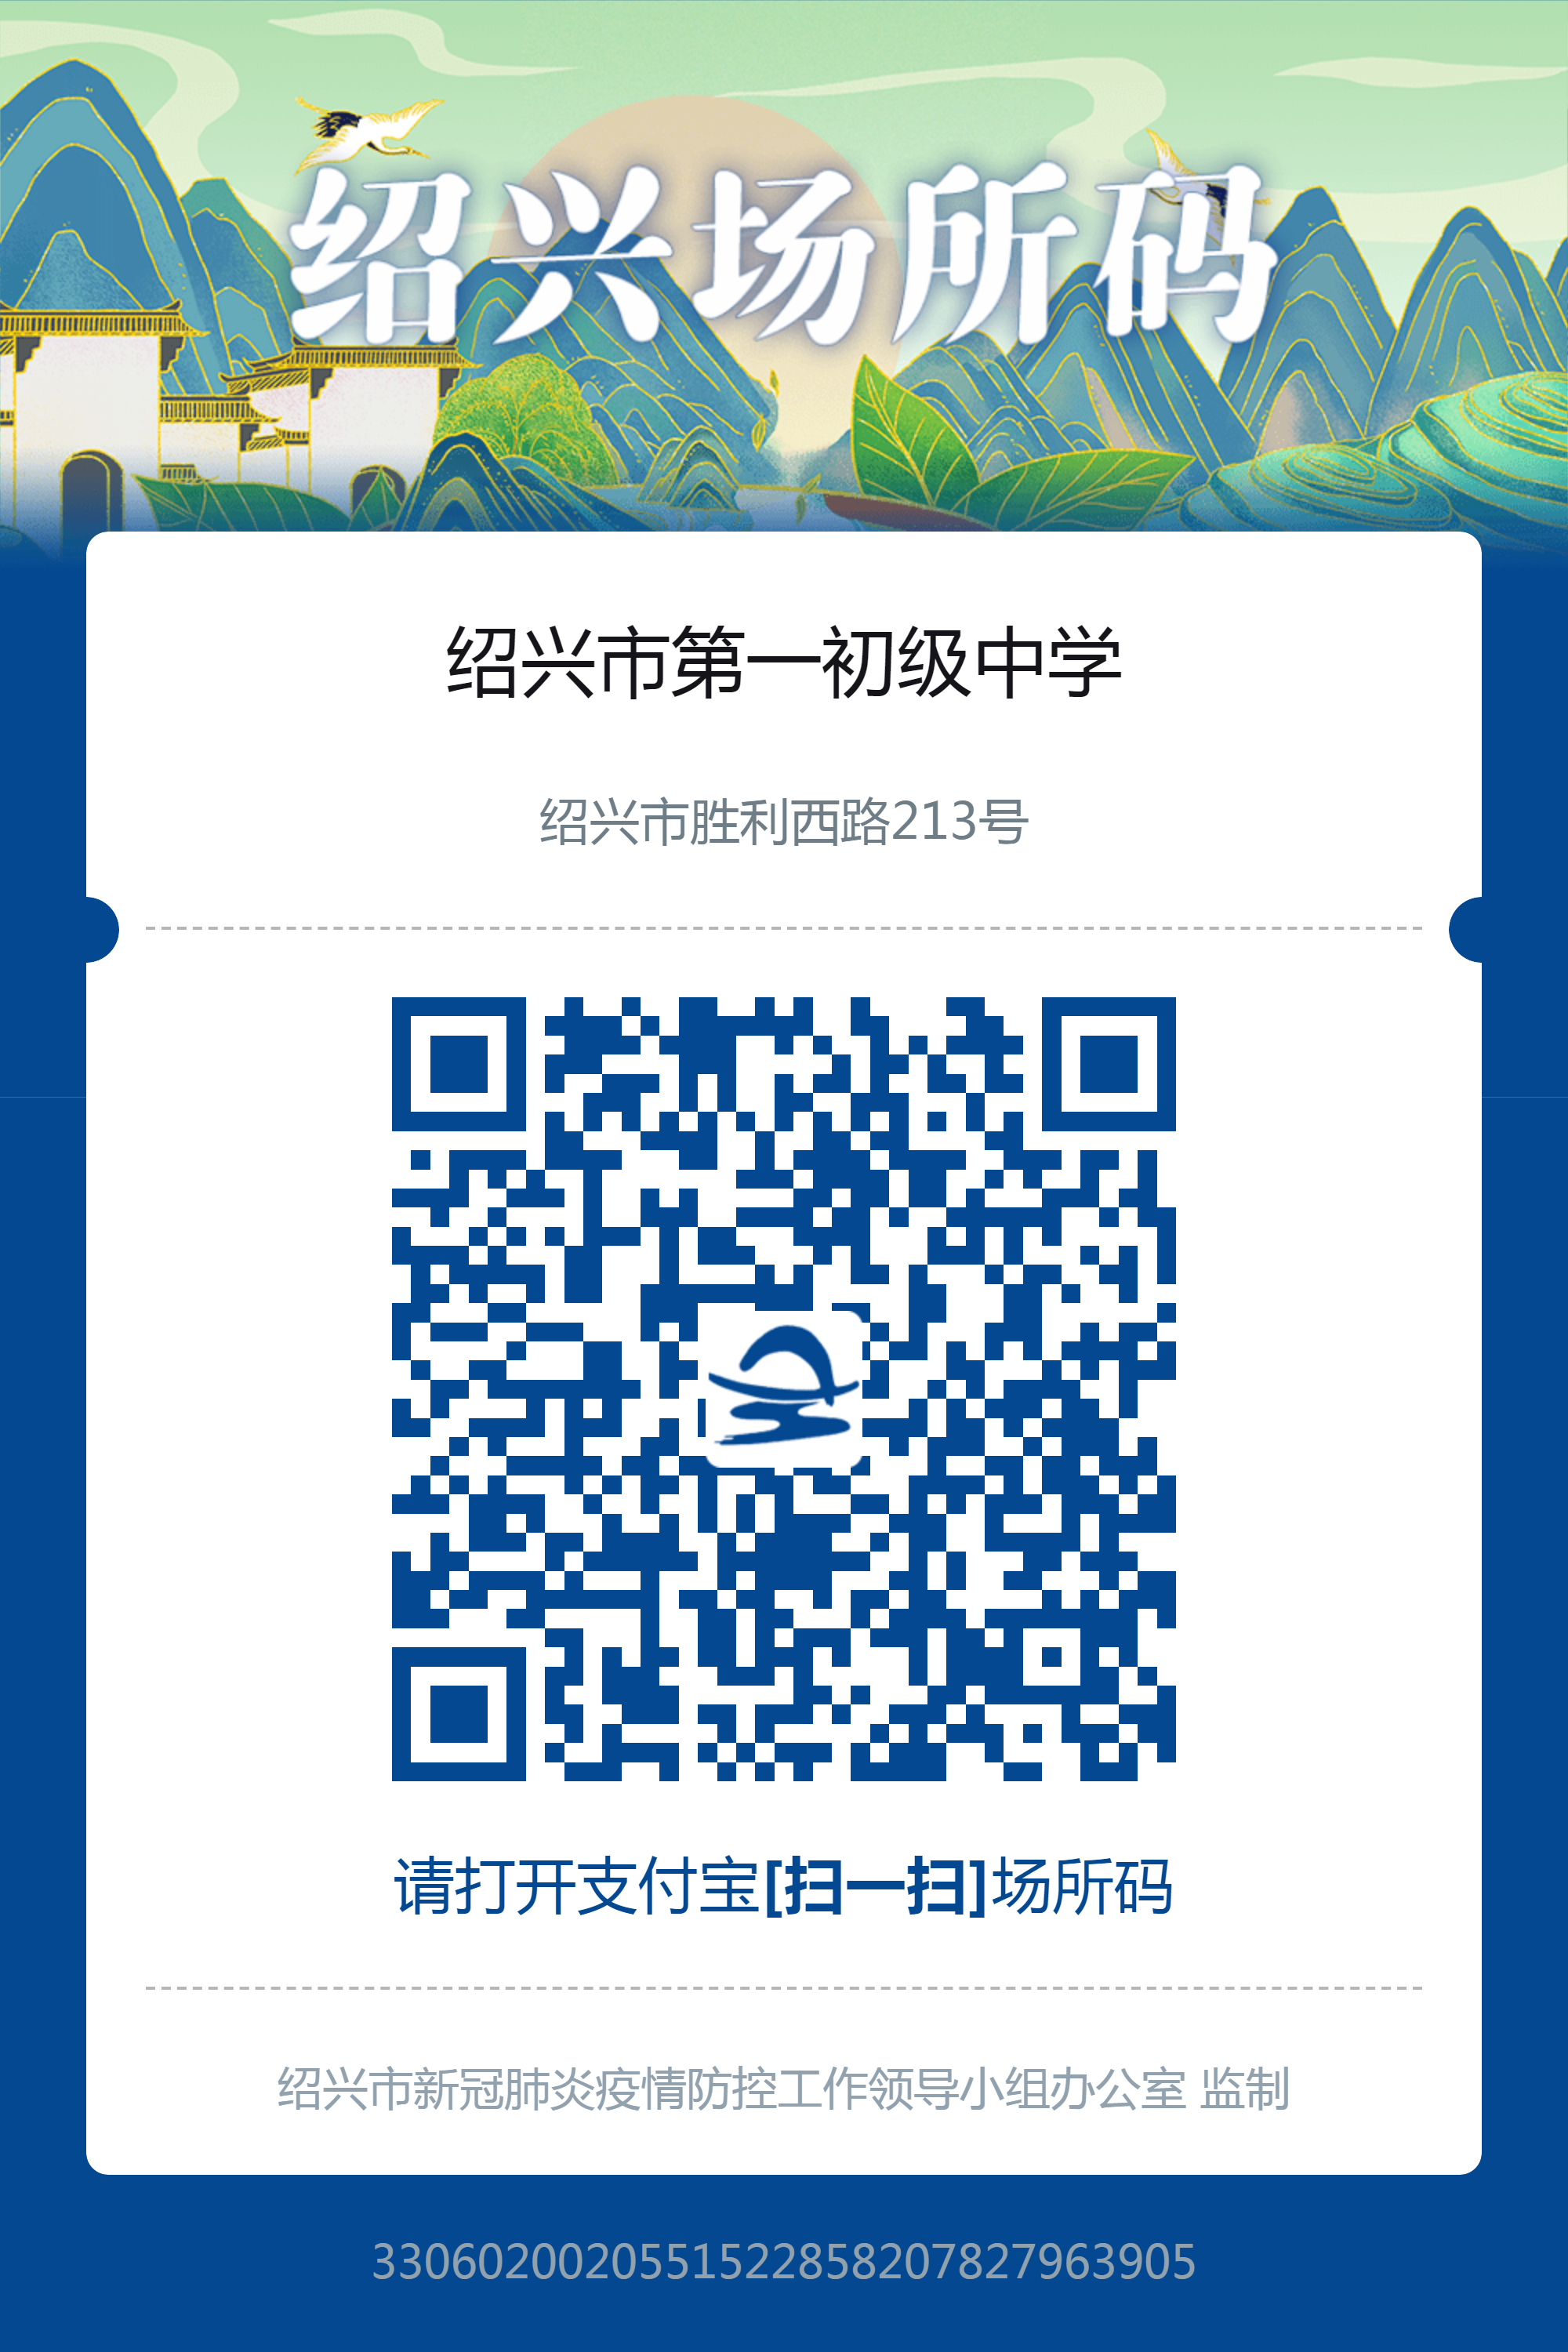 绍兴场所码
绍兴市第一初级中学
绍兴市胜利西路213号
请打开支付宝[扫一扫]场所码
绍兴市新冠肺炎疫情防控工作领导小组办公室 监制
3306020020551522858207827963905